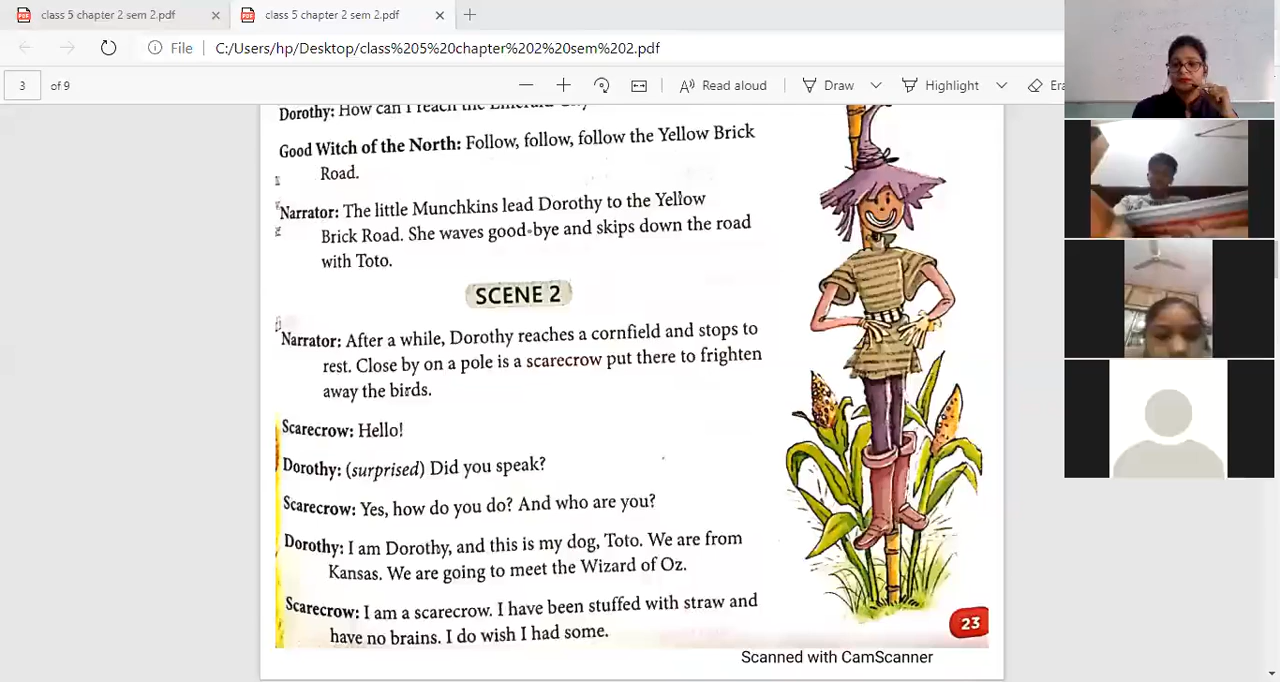 class 5 chapter 2 sem 2.pdf
class 5 chapter 2 sem 2.pdf
File
C:/Users/hp/Desktop/class%205%20chapter%202%20sem%202.pdf
3 of 9
Read aloud
Draw
Highlight
Era
Dorothy: How can I reach the Emerald City
Good Witch of the North: Follow, follow, follow the Yellow Brick
Road.
Narrator: The little Munchkins lead Dorothy to the Yellow
Brick Road. She waves good-bye and skips down the road
with Toto.
SCENE 2
Narrator: After a while, Dorothy reaches a cornfield and stops to
rest. Close by on a pole is a scarecrow put there to frighten
away the birds.
Scarecrow: Hello!
Dorothy: (surprised) Did you speak?
Scarecrow: Yes, how do you do? And who are you?
Dorothy: I am Dorothy, and this is my dog, Toto. We are from
Kansas. We are going to meet the Wizard of Oz.
Scarecrow: I am a scarecrow. I have been stuffed with straw and
have no brains. I do wish I had some.
23
Scanned with CamScanner